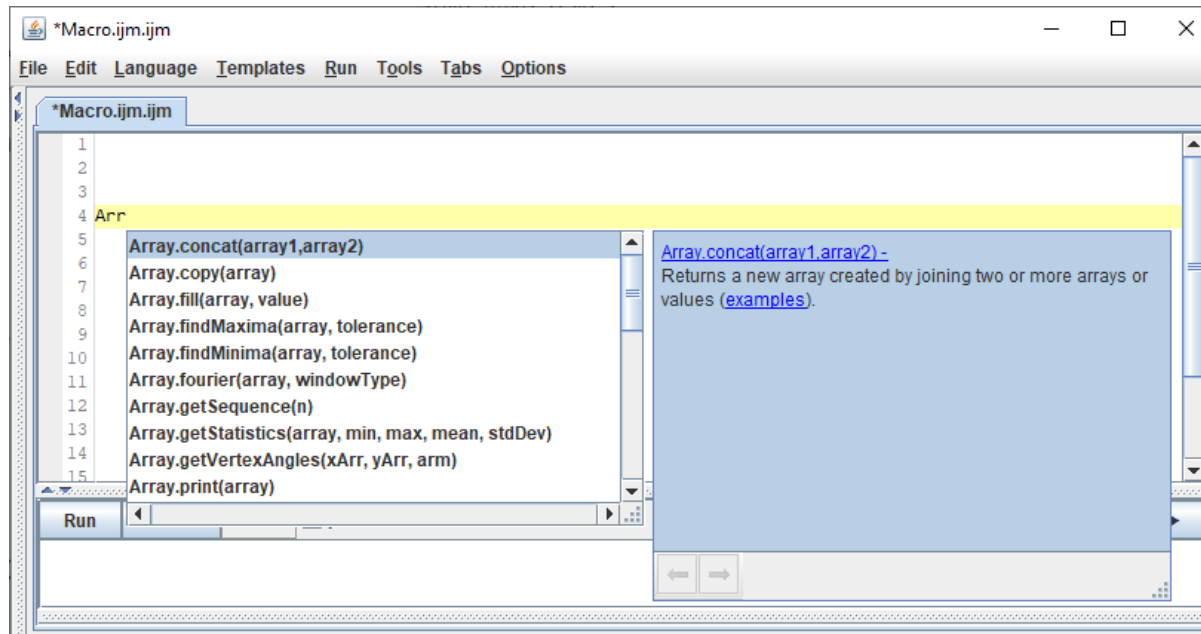 *Macro.ijm.ijm
File Edit Language Templates Run Tools Tabs Options
*Macro.ijm.ijm
1
2
3
4 Arr
5
6
7
8
9
10
11
12
13
14
15
Array.concat(array1,array2)
Array.copy(array)
Array.fill(array, value)
Array.findMaxima(array, tolerance)
Array.findMinima(array, tolerance)
Array.fourier(array, windowType)
Array.getSequence(n)
Array.getStatistics(array, min, max, mean, stdDev)
Array.getVertexAngles(xArr, yArr, arm)
Array.print(array)
Array.concat(array1,array2) -
Returns a new array created by joining two or more arrays or
values (examples).
Run